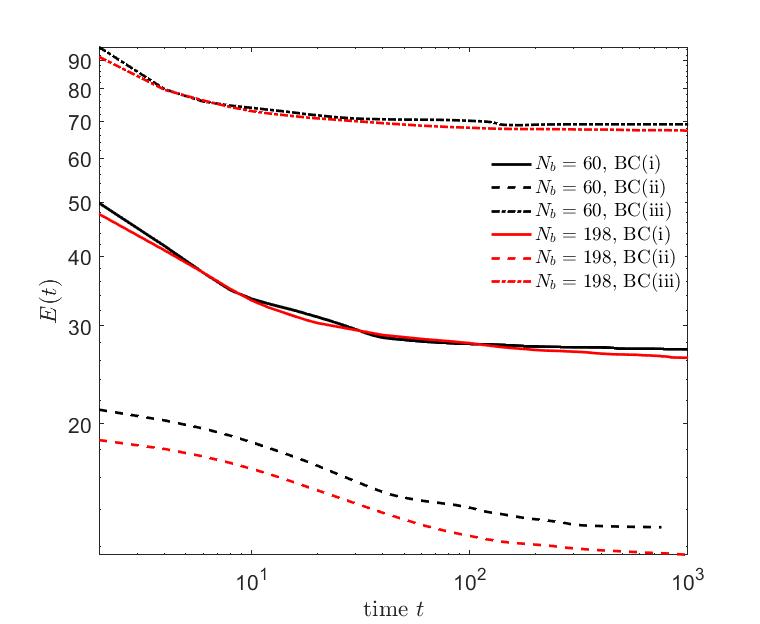 90
80
70
60
50
40
30
20
E(t)
N_b = 60, BC(i)
N_b = 60, BC(ii)
N_b = 60, BC(iii)
N_b = 198, BC(i)
N_b = 198, BC(ii)
N_b = 198, BC(iii)
10^1 10^2 10^3
time t